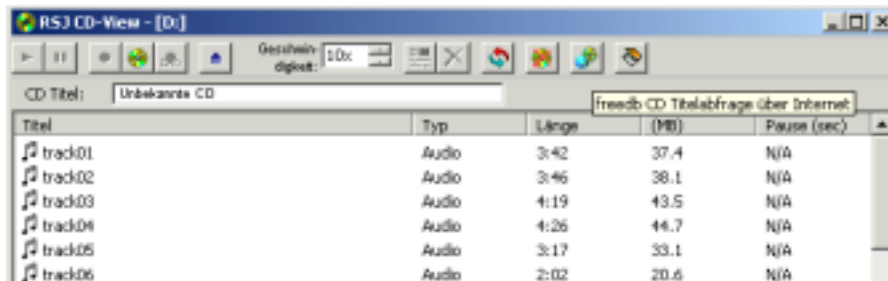 RSJ CD-View - [D:]
Geschwin-
digkeit: 10x
CD Titel: Unbekannte CD
freedb CD Titelabfrage über Internet
Titel Typ Länge (MB) Pause (sec)
track01 Audio 3:42 37.4 N/A
track02 Audio 3:46 38.1 N/A
track03 Audio 4:19 43.5 N/A
track04 Audio 4:26 44.7 N/A
track05 Audio 3:17 33.1 N/A
track06 Audio 2:02 20.6 N/A